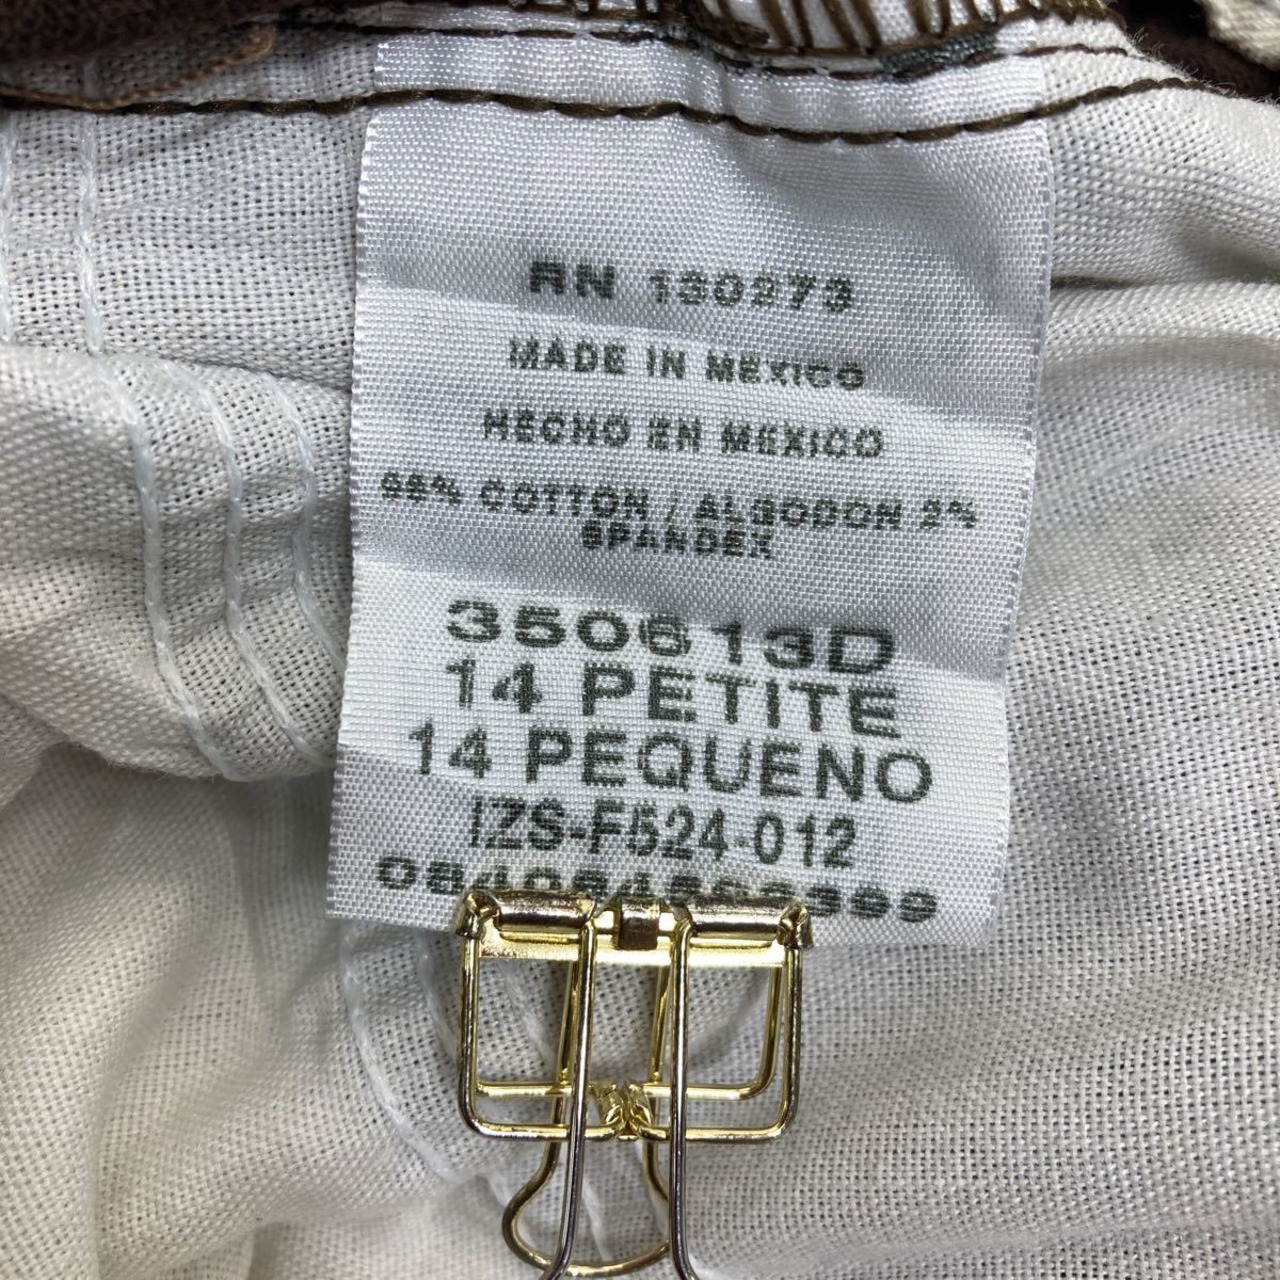 RN 130273
MADE IN MEXICO
HECHO EN MEXICO
98% COTTON / ALGODON 2%
SPANDEX
350613D
14 PETITE
14 PEQUENO
IZS-F524-012